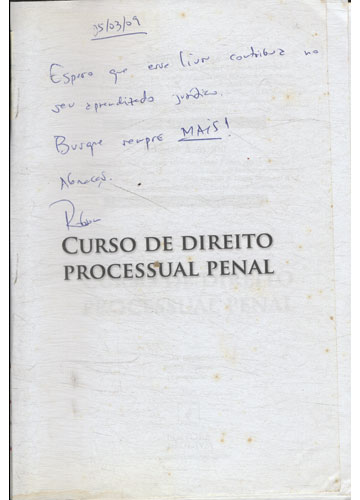 25/03/09
Espero que esse livro contribua no
seu aprendizado jurídico.
Busque sempre MAIS!
Abraços.
CURSO DE DIREITO
PROCESSUAL PENAL